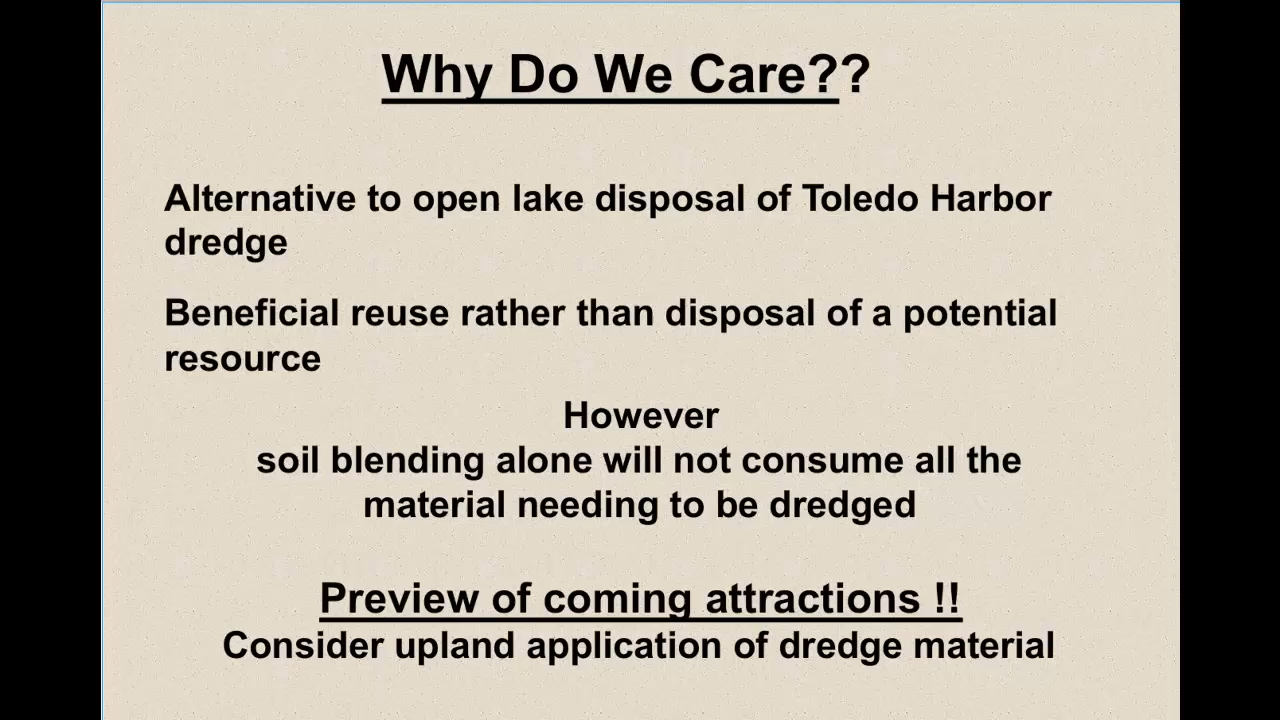 Why Do We Care??
Alternative to open lake disposal of Toledo Harbor
dredge
Beneficial reuse rather than disposal of a potential
resource
However
soil blending alone will not consume all the
material needing to be dredged
Preview of coming attractions !!
Consider upland application of dredge material